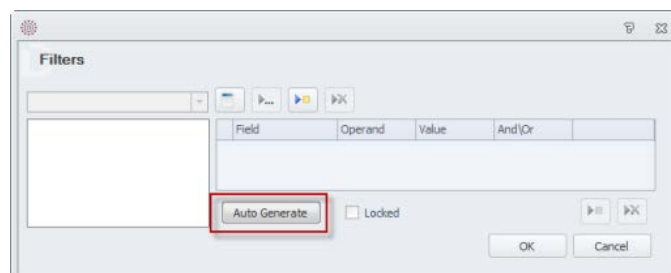 Filters
Field Operand Value And\Or
Auto Generate Locked
OK Cancel